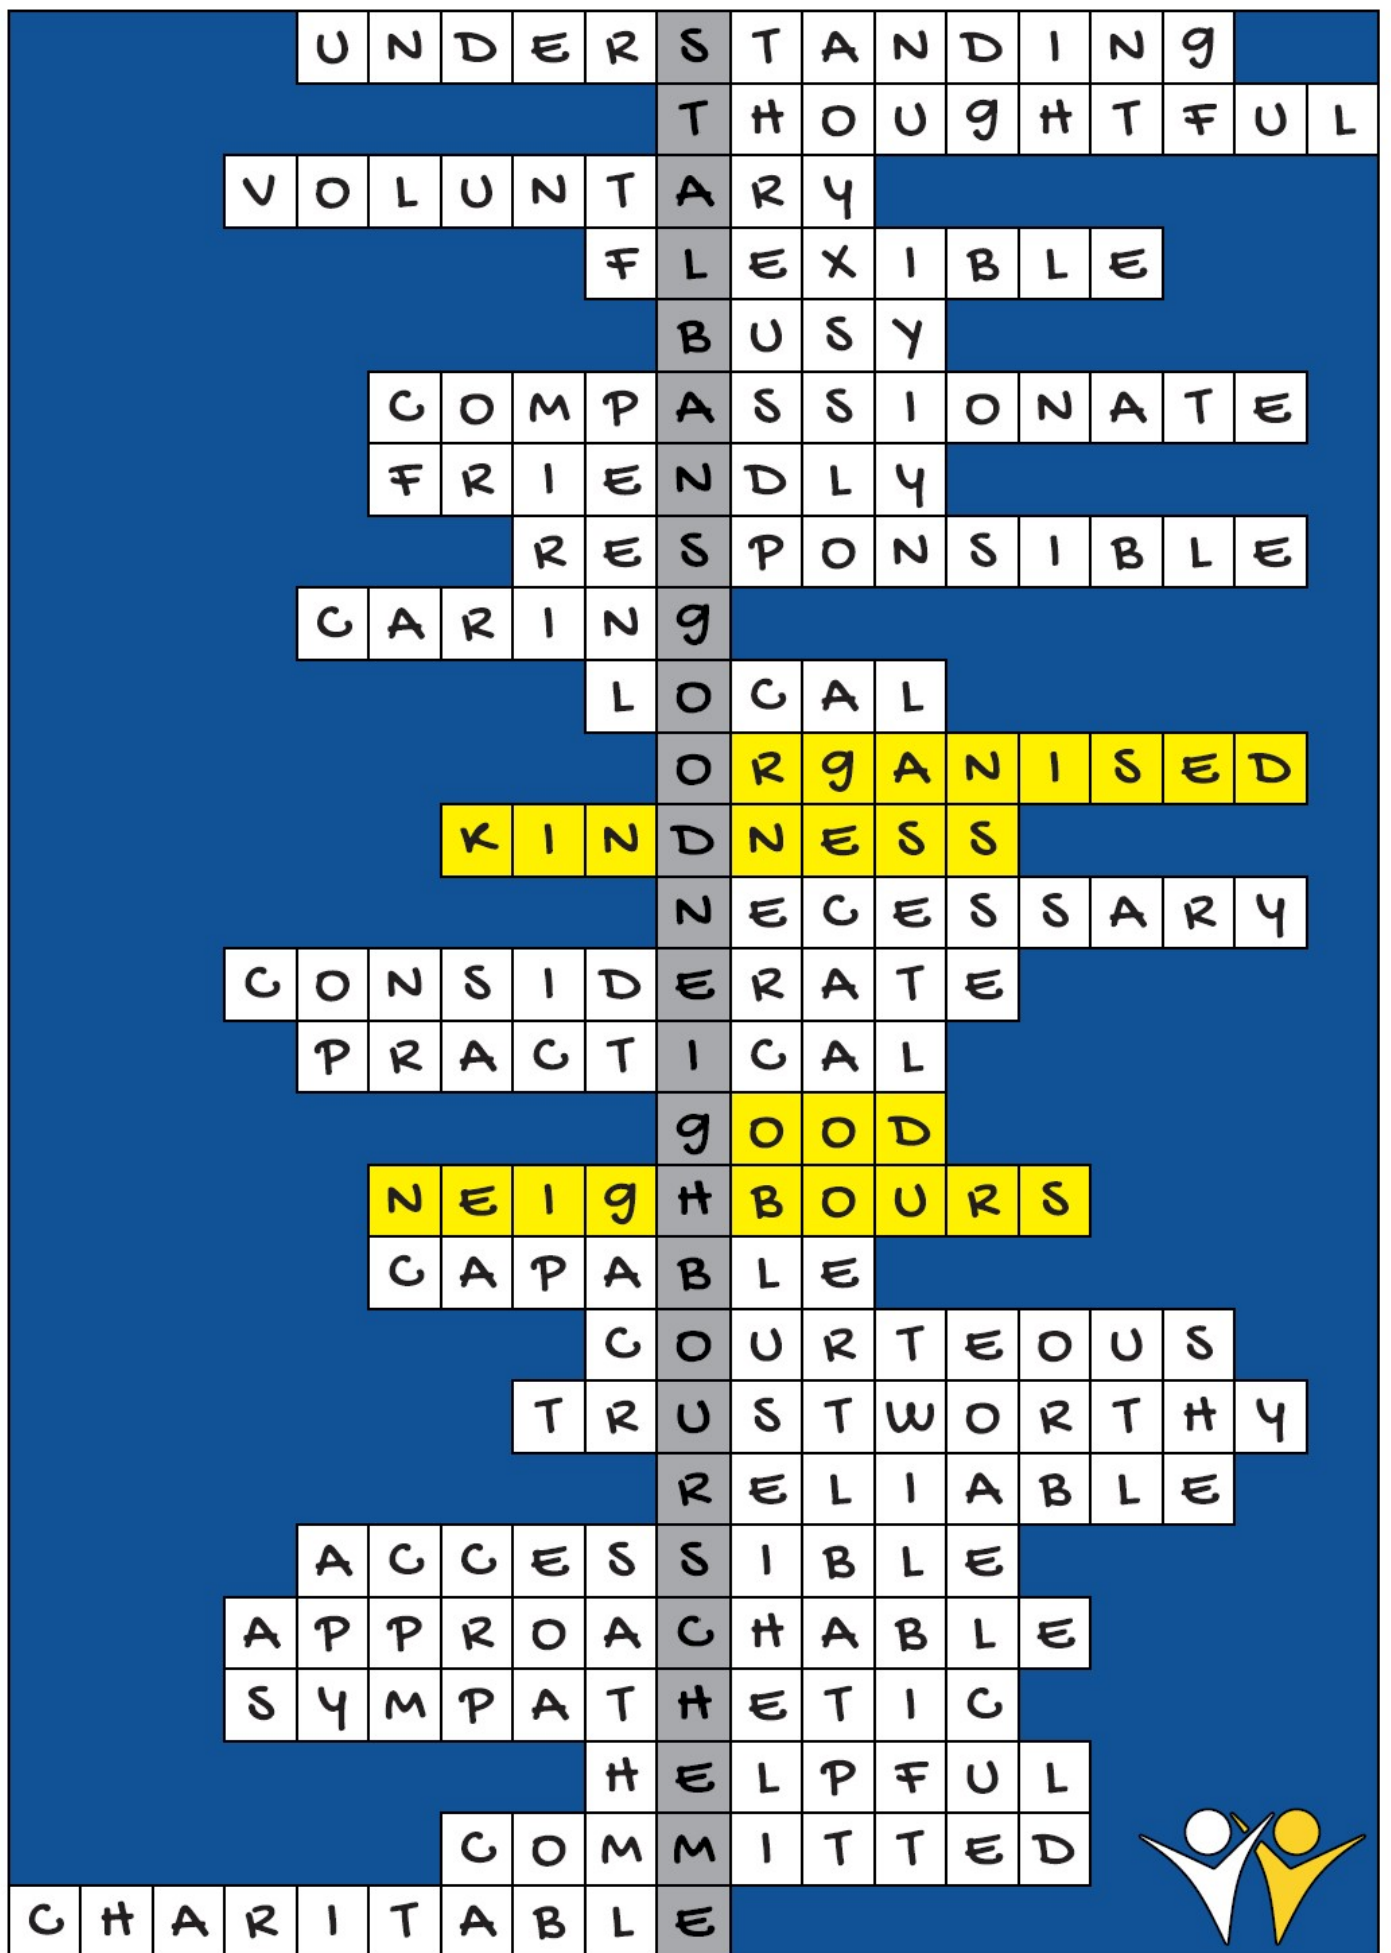 UNDERSTANDING
THOUGHTFUL
VOLUNTARY
FLEXIBLE
BUSY
COMPASSIONATE
FRIENDLY
RESPONSIBLE
CARING
LOCAL
ORGANISED
KINDNESS
NECESSARY
CONSIDERATE
PRACTICAL
GOOD
NEIGHBOURS
CAPABLE
COURTEOUS
TRUSTWORTHY
RELIABLE
ACCESSIBLE
APPROACHABLE
SYMPATHETIC
HELPFUL
COMMITTED
CHARITABLE